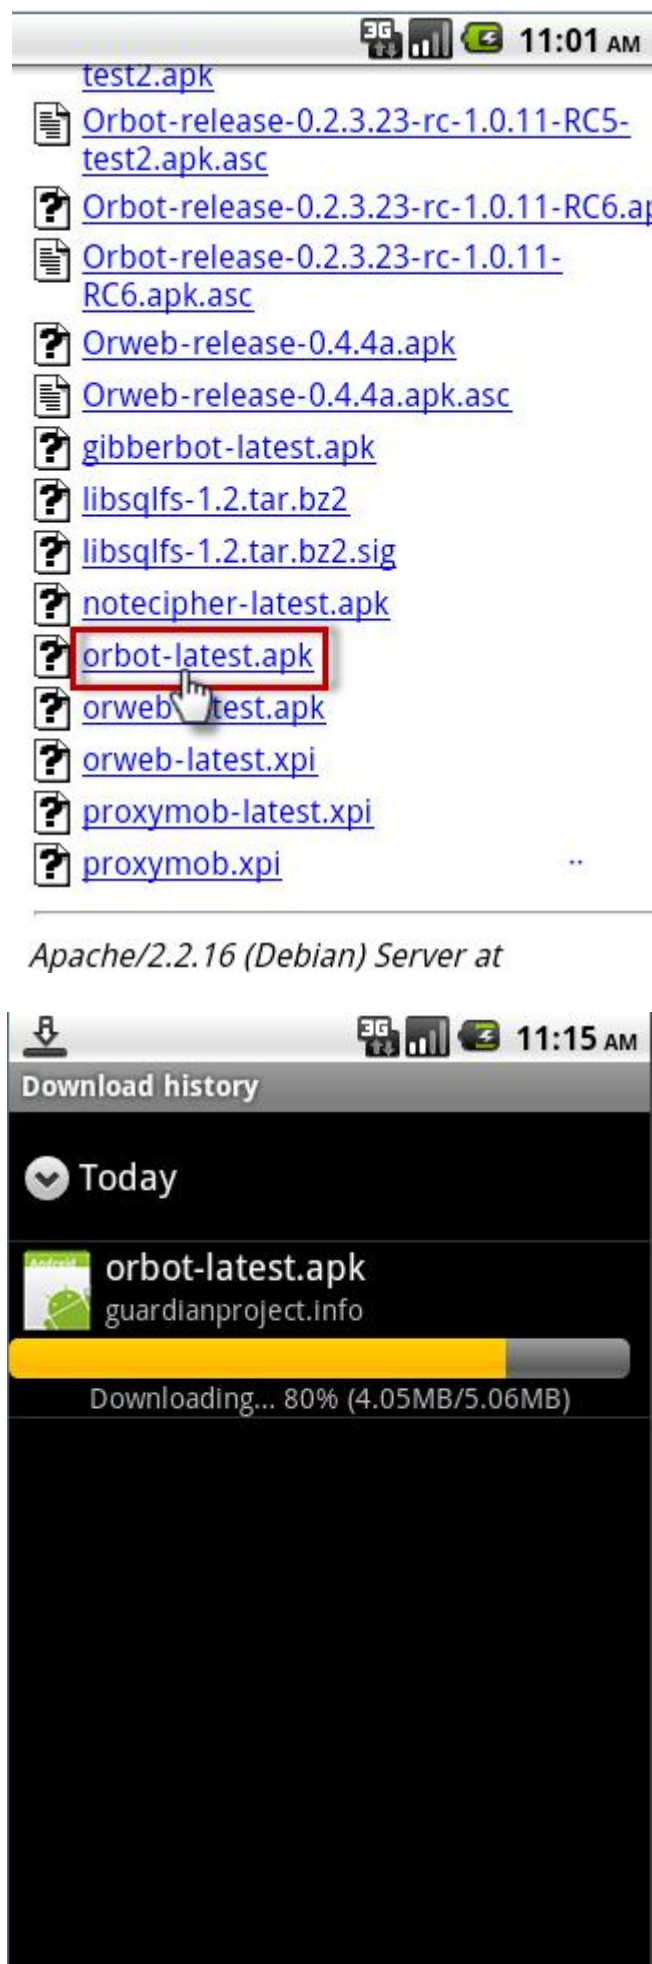 3G 11:01 AM
test2.apk
Orbot-release-0.2.3.23-rc-1.0.11-RC5-
test2.apk.asc
Orbot-release-0.2.3.23-rc-1.0.11-RC6.ap
Orbot-release-0.2.3.23-rc-1.0.11-
RC6.apk.asc
Orweb-release-0.4.4a.apk
Orweb-release-0.4.4a.apk.asc
gibberbot-latest.apk
libsqlfs-1.2.tar.bz2
libsqlfs-1.2.tar.bz2.sig
notecipher-latest.apk
orbot-latest.apk
orweb test.apk
orweb-latest.xpi
proxymob-latest.xpi
proxymob.xpi ..
Apache/2.2.16 (Debian) Server at
3G 11:15 AM
Download history
Today
Android orbot-latest.apk
guardianproject.info
Downloading... 80% (4.05MB/5.06MB)